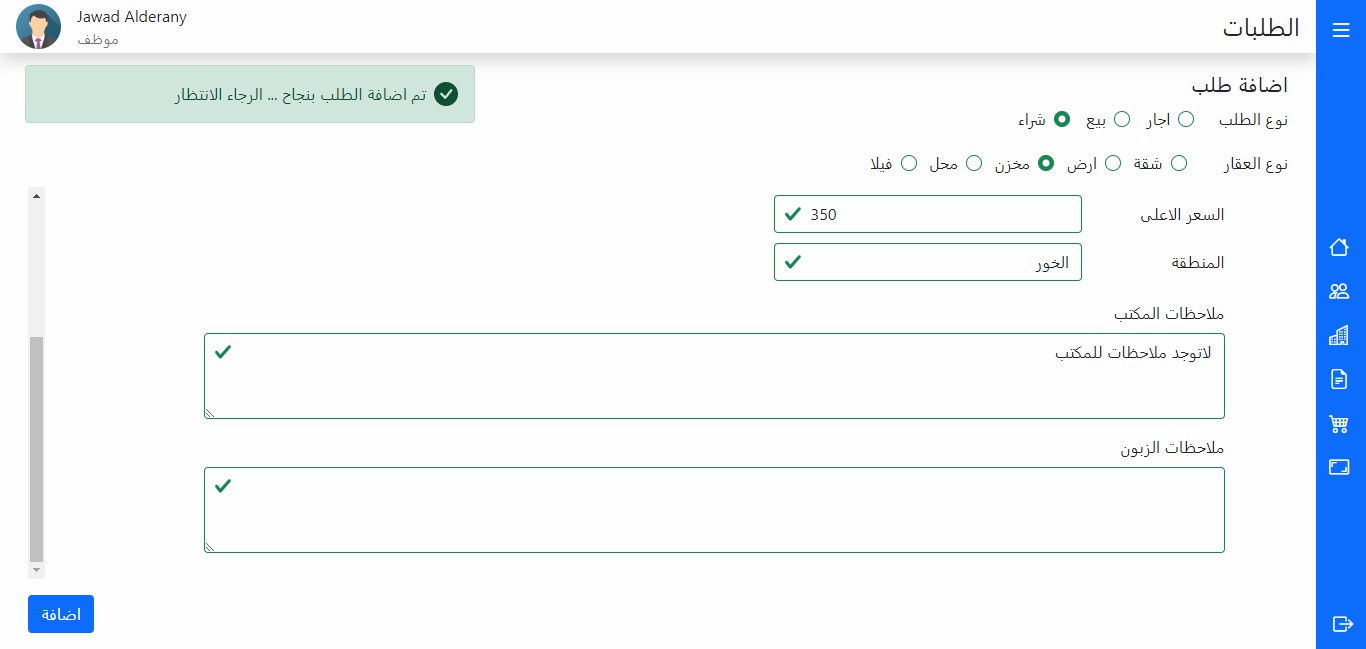 الطلبات
Jawad Alderany
موظف
اضافة طلب
تم اضافة الطلب بنجاح ... الرجاء الانتظار
نوع الطلب اجار بيع شراء
نوع العقار شقة ارض مخزن محل فيلا
السعر الاعلى 350
المنطقة الخور
ملاحظات المكتب
لاتوجد ملاحظات للمكتب
ملاحظات الزبون
اضافة